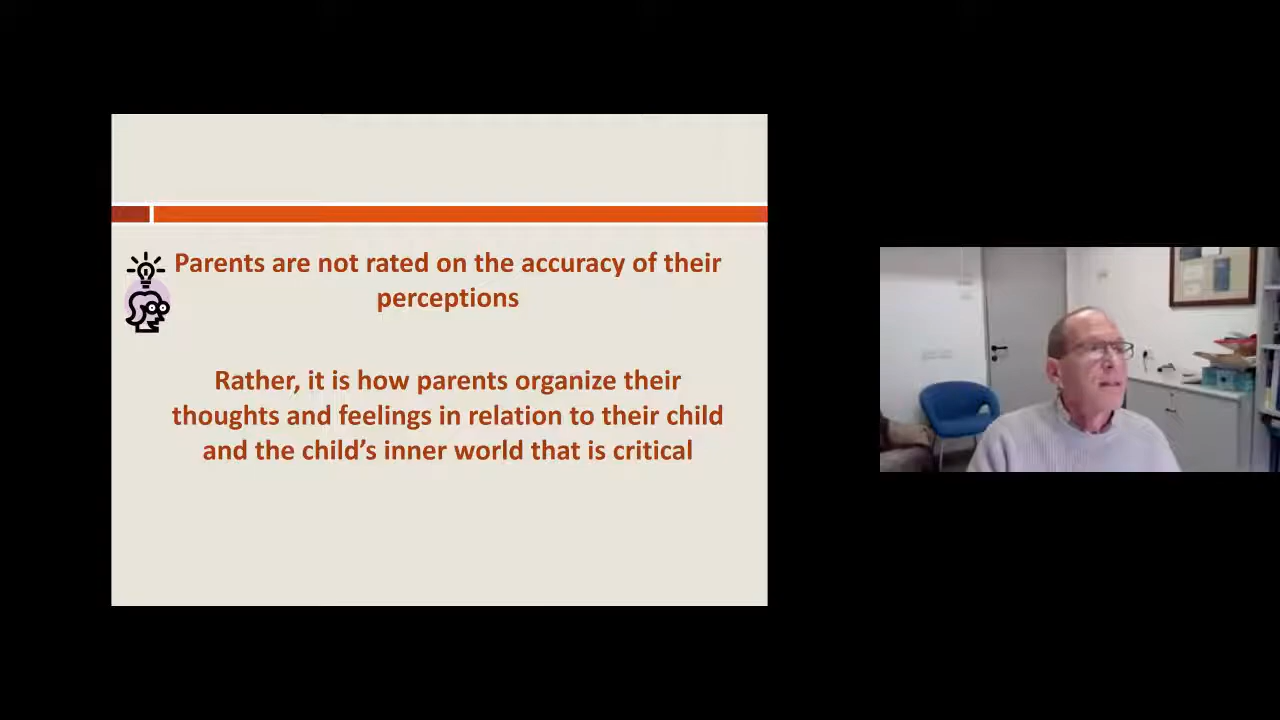 Parents are not rated on the accuracy of their
perceptions
Rather, it is how parents organize their
thoughts and feelings in relation to their child
and the child’s inner world that is critical